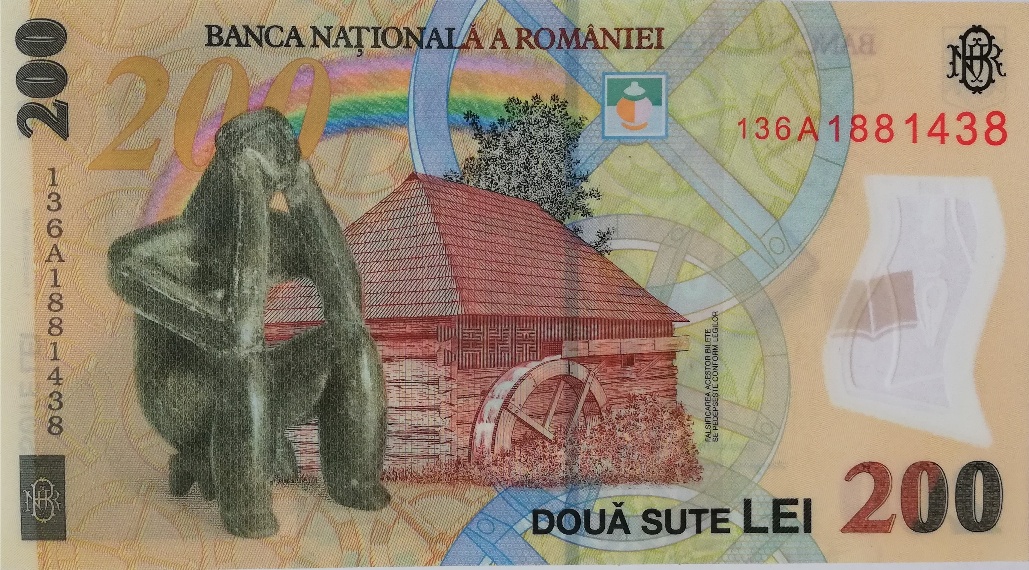 BANCA NAȚIONALĂ A ROMÂNIEI
200
200
136A1881438
136A1881438
FALSIFICAREA ACESTOR BILETE
SE PEDEPSEȘTE CONFORM LEGILOR
DOUĂ SUTE LEI
200